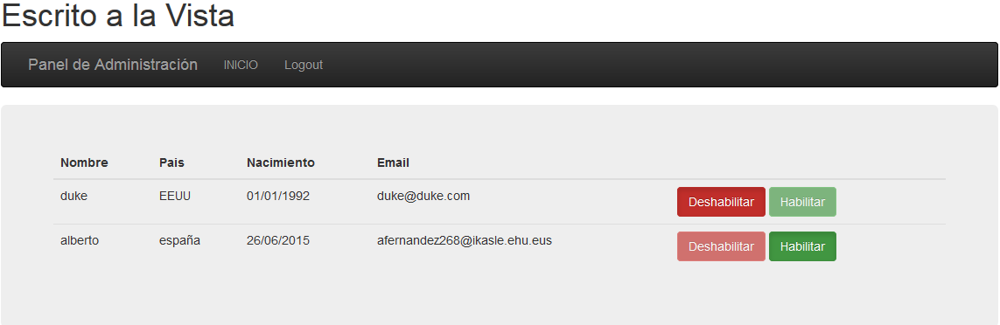 Escrito a la Vista
Panel de Administración INICIO Logout
Nombre Pais Nacimiento Email
duke EEUU 01/01/1992 duke@duke.com Deshabilitar Habilitar
alberto españa 26/06/2015 afernandez268@ikasle.ehu.eus Deshabilitar Habilitar